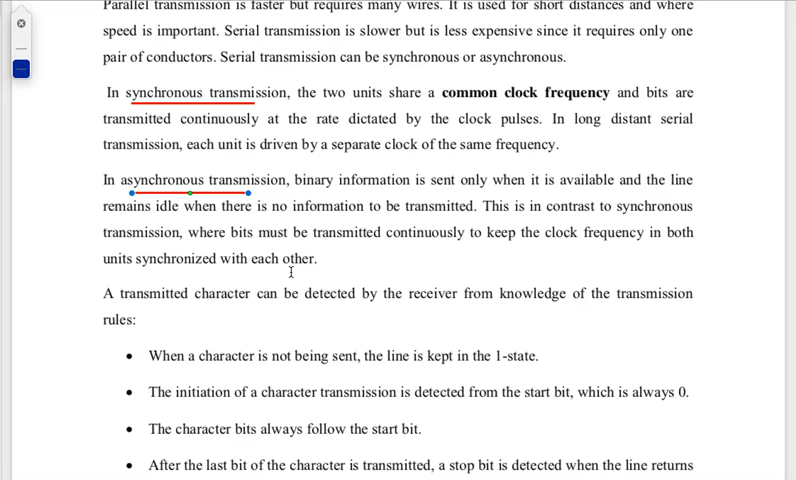 Parallel transmission is faster but requires many wires. It is used for short distances and where
speed is important. Serial transmission is slower but is less expensive since it requires only one
pair of conductors. Serial transmission can be synchronous or asynchronous.
In synchronous transmission, the two units share a common clock frequency and bits are
transmitted continuously at the rate dictated by the clock pulses. In long distant serial
transmission, each unit is driven by a separate clock of the same frequency.
In asynchronous transmission, binary information is sent only when it is available and the line
remains idle when there is no information to be transmitted. This is in contrast to synchronous
transmission, where bits must be transmitted continuously to keep the clock frequency in both
units synchronized with each other.
A transmitted character can be detected by the receiver from knowledge of the transmission
rules:
• When a character is not being sent, the line is kept in the 1-state.
• The initiation of a character transmission is detected from the start bit, which is always 0.
• The character bits always follow the start bit.
• After the last bit of the character is transmitted, a stop bit is detected when the line returns